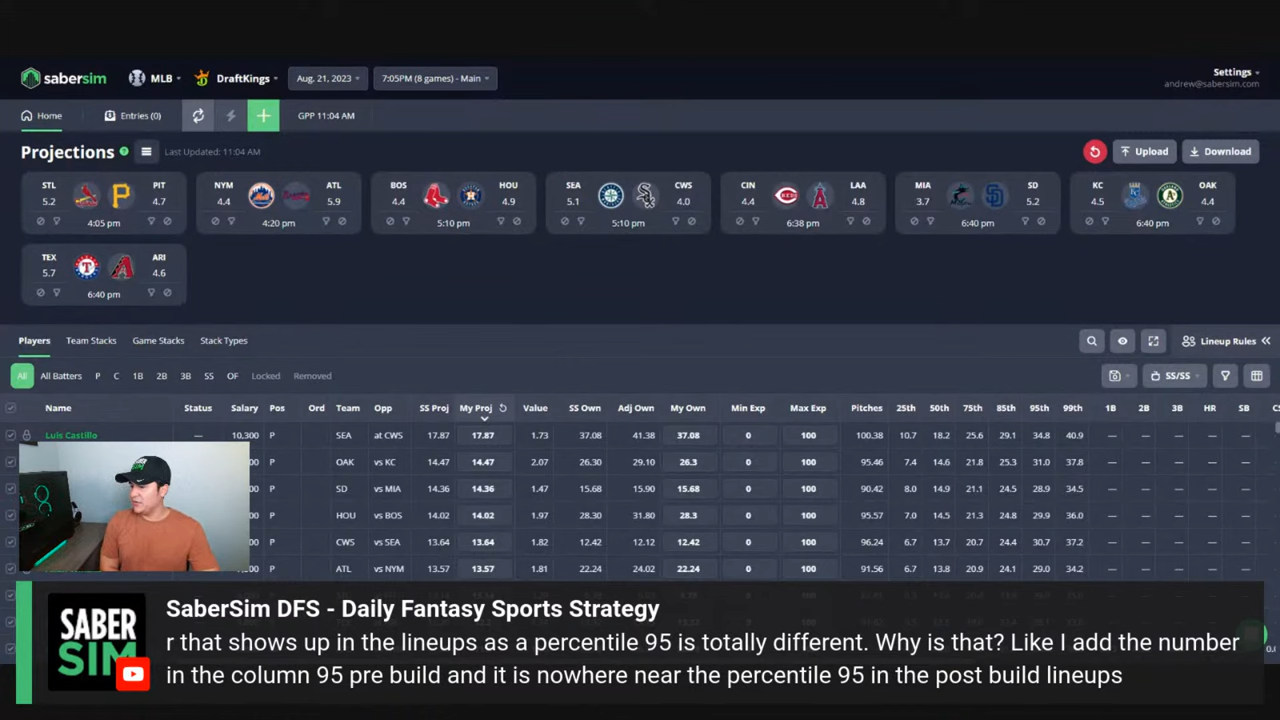 sabersim MLB DraftKings Aug. 21, 2023 7:05PM (8 games) - Main Settings
andrew@sabersim.com
Home Entries (0) + GPP 11:04 AM
Projections ? Last Updated: 11:04 AM Upload Download
STL PIT NYM ATL BOS HOU SEA CWS CIN LAA MIA SD KC OAK
5.2 4.7 4.4 5.9 4.4 4.9 5.1 4.0 4.4 4.8 3.7 5.2 4.5 4.4
4:05 pm 4:20 pm 5:10 pm 5:10 pm 6:38 pm 6:40 pm 6:40 pm
TEX ARI
5.7 4.6
6:40 pm
Players Team Stacks Game Stacks Stack Types Lineup Rules
All All Batters P C 1B 2B 3B SS OF Locked Removed SS/SS
Name Status Salary Pos Ord Team Opp SS Proj My Proj Value SS Own Adj Own My Own Min Exp Max Exp Pitches 25th 50th 75th 85th 95th 99th 1B 2B 3B HR SB CS
Luis Castillo — 10,300 P SEA at CWS 17.87 17.87 1.73 37.08 41.38 37.08 0 100 100.38 10.7 18.2 25.6 29.1 34.8 40.9 — — — — —
00 P OAK vs KC 14.47 14.47 2.07 26.30 29.10 26.3 0 100 95.46 7.4 14.6 21.8 25.3 31.0 37.8 — — — — —
00 P SD vs MIA 14.36 14.36 1.47 15.68 15.90 15.68 0 100 90.42 8.0 14.9 21.1 24.5 28.9 34.5 — — — — —
00 P HOU vs BOS 14.02 14.02 1.97 28.30 31.80 28.3 0 100 95.57 7.0 14.5 21.3 24.8 29.9 36.0 — — — — —
00 P CWS vs SEA 13.64 13.64 1.82 12.42 12.12 12.42 0 100 96.24 6.7 13.7 20.7 24.4 30.7 37.2 — — — — —
00 P ATL vs NYM 13.57 13.57 1.81 22.24 24.02 22.24 0 100 91.56 6.8 13.8 20.9 24.1 29.0 34.2 — — — — —
SABER
SIM
SaberSim DFS - Daily Fantasy Sports Strategy
r that shows up in the lineups as a percentile 95 is totally different. Why is that? Like I add the number
in the column 95 pre build and it is nowhere near the percentile 95 in the post build lineups